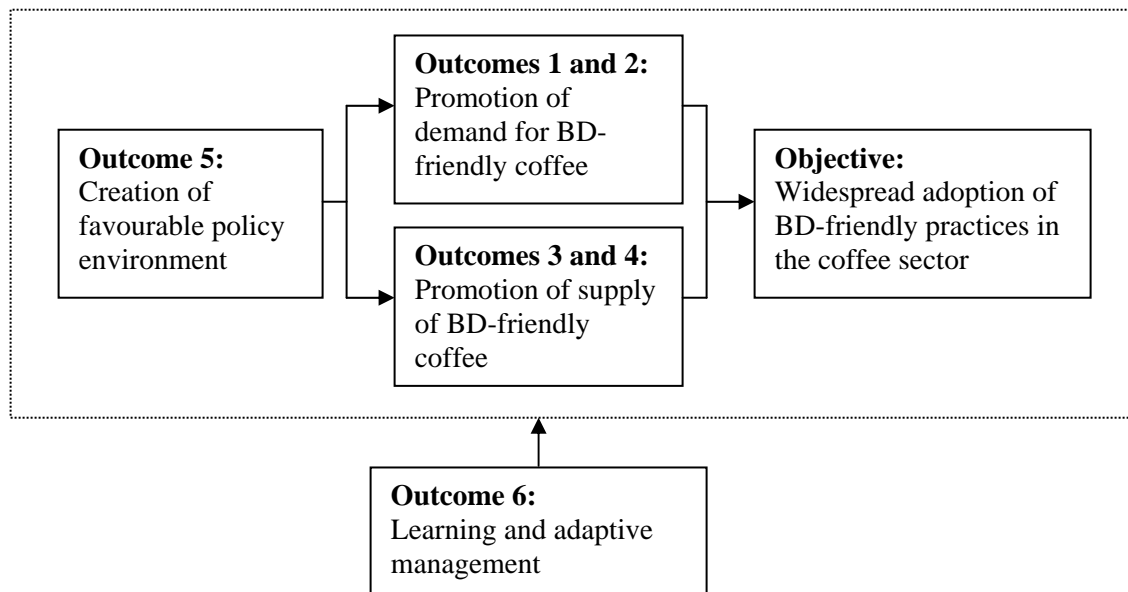 Outcome 5:
Creation of
favourable policy
environment
Outcomes 1 and 2:
Promotion of
demand for BD-
friendly coffee
Outcomes 3 and 4:
Promotion of supply
of BD-friendly
coffee
Objective:
Widespread adoption of
BD-friendly practices in
the coffee sector
Outcome 6:
Learning and adaptive
management